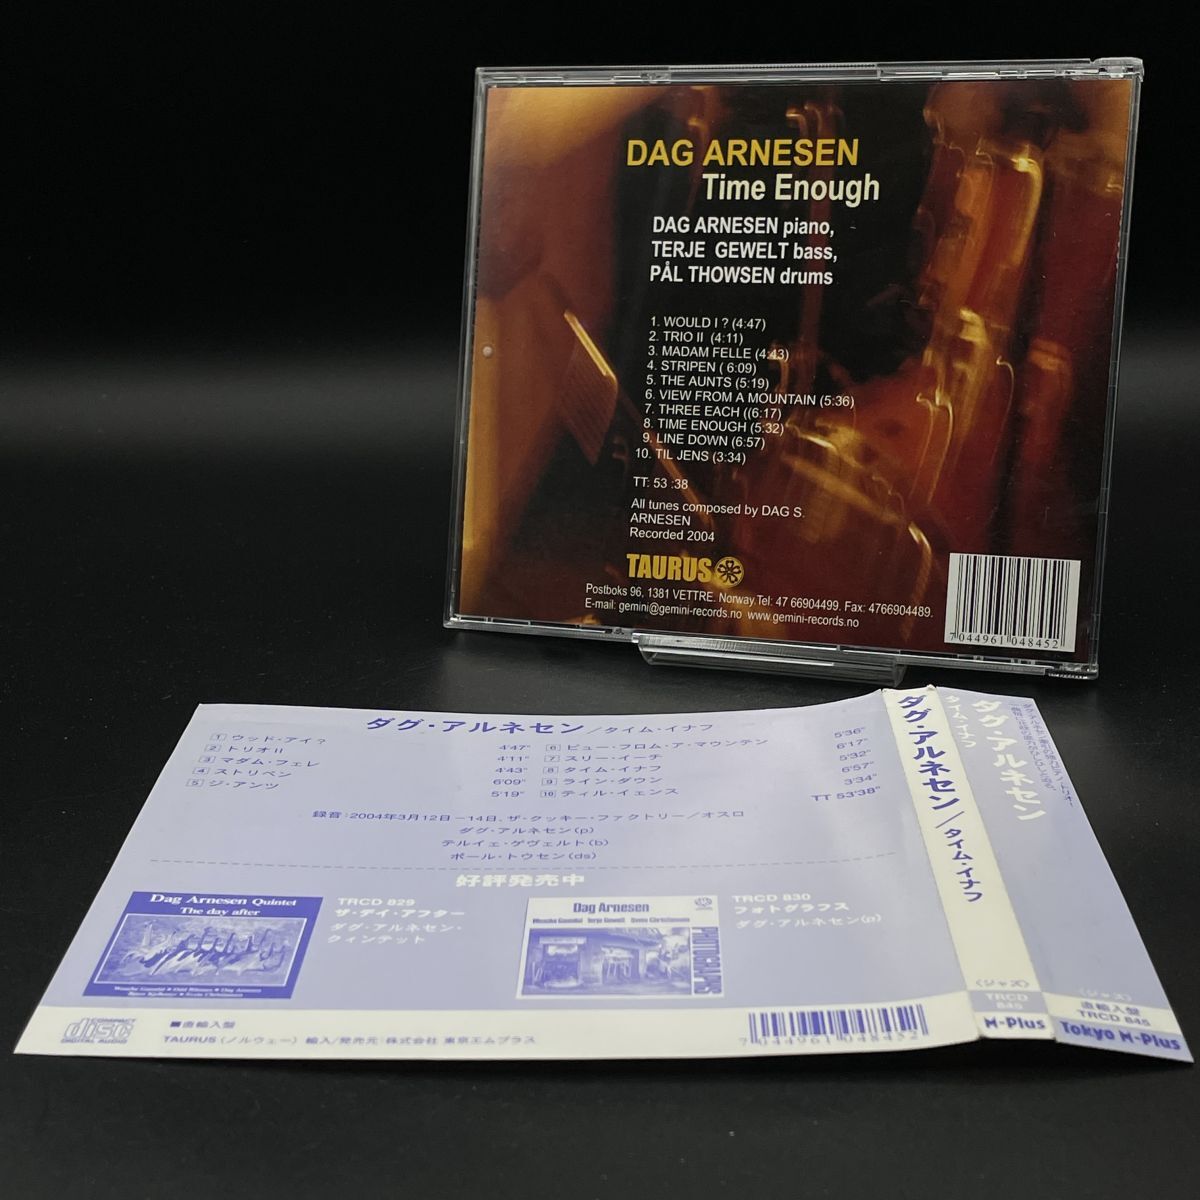 DAG ARNESEN
Time Enough
DAG ARNESEN piano,
TERJE GEWELT bass,
PÅL THOWSEN drums
1. WOULD I ? (4:47)
2. TRIO II (4:11)
3. MADAM FELLE (4:43)
4. STRIPEN ( 6:09)
5. THE AUNTS (5:19)
6. VIEW FROM A MOUNTAIN (5:36)
7. THREE EACH ((6:17)
8. TIME ENOUGH (5:32)
9. LINE DOWN (6:57)
10. TIL JENS (3:34)
TT: 53 :38
All tunes composed by DAG S.
ARNESEN
Recorded 2004
TAURUS
Postboks 96, 1381 VETTRE. Norway.Tel: 47 66904499. Fax: 4766904489.
E-mail: gemini@gemini-records.no www.gemini-records.no
7 044961 048452
ダグ・アルネセン/タイム・イナフ
1 ウッド・アイ? 4'47"
2 トリオII 4'11"
3 マダム・フェレ 4'43"
4 ストリペン 6'09"
5 ジ・アンツ 5'19"
6 ビュー・フロム・ア・マウンテン 5'36"
7 スリー・イーチ 6'17"
8 タイム・イナフ 5'32"
9 ライン・ダウン 6'57"
10 ティル・イェンス 3'34"
TT 53'38"
録音:2004年3月12日-14日、ザ・クッキー・ファクトリー/オスロ
ダグ・アルネセン(p)
テルイェ・ゲヴェルト(b)
ポール・トウセン(ds)
好評発売中
Dag Arnesen Quintet
The day after
TRCD 829
ザ・デイ・アフター
ダグ・アルネセン・
クィンテット
Dag Arnesen
PHOTOGRAPHS
TRCD 830
フォトグラフス
ダグ・アルネセン(p)
COMPACT
disc
DIGITAL AUDIO
■直輸入盤
TAURUS(ノルウェー) 輸入/発売元:株式会社 東京エムプラス
7 044961 048452
ダグ・アルネセン/タイム・イナフ
〈ジャズ〉
TRCD
845
M-Plus
ダグ・アルネセン
タイム・イナフ
〈ジャズ〉
直輸入盤
TRCD 845
Tokyo M-Plus